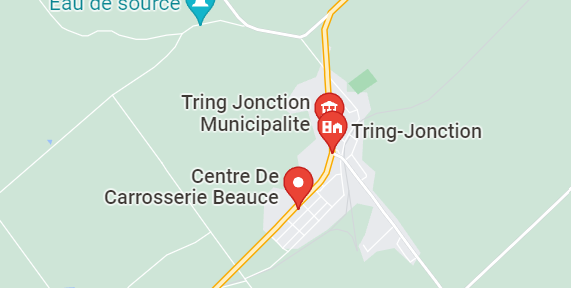 Eau de source
Tring Jonction
Municipalite
Tring-Jonction
Centre De
Carrosserie Beauce